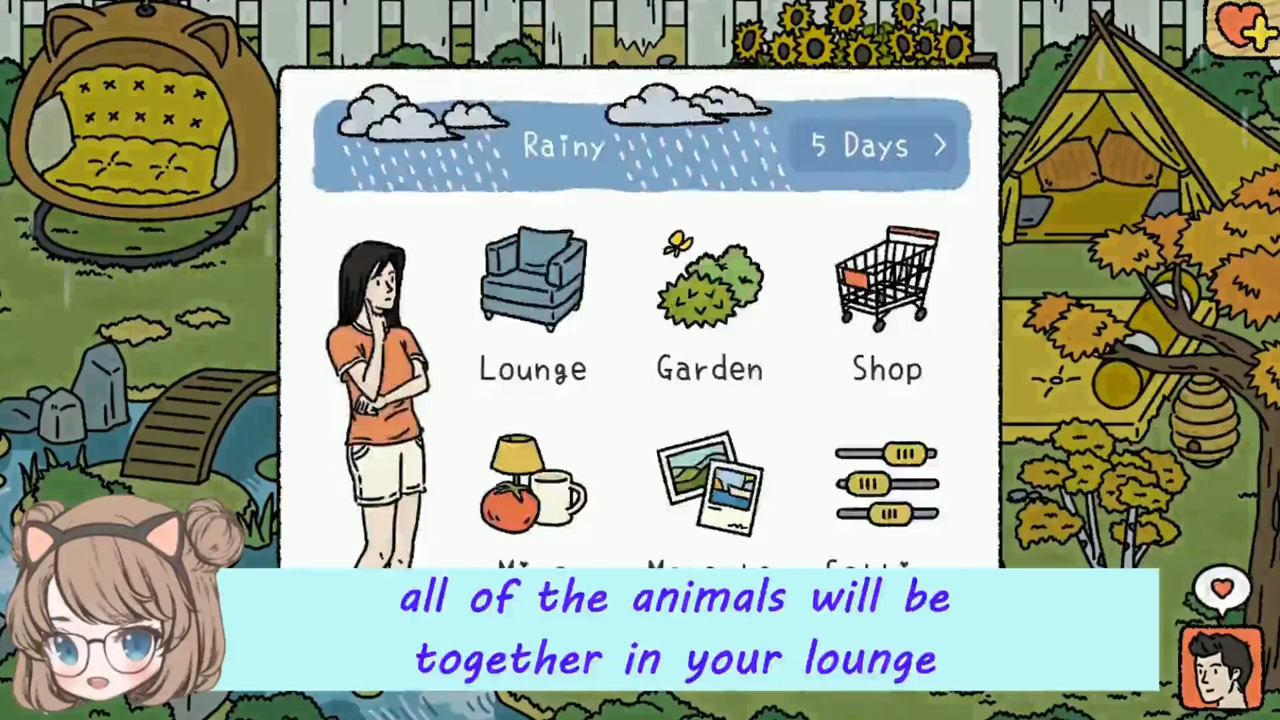 Rainy
5 Days >
Lounge
Garden
Shop
all of the animals will be
together in your lounge